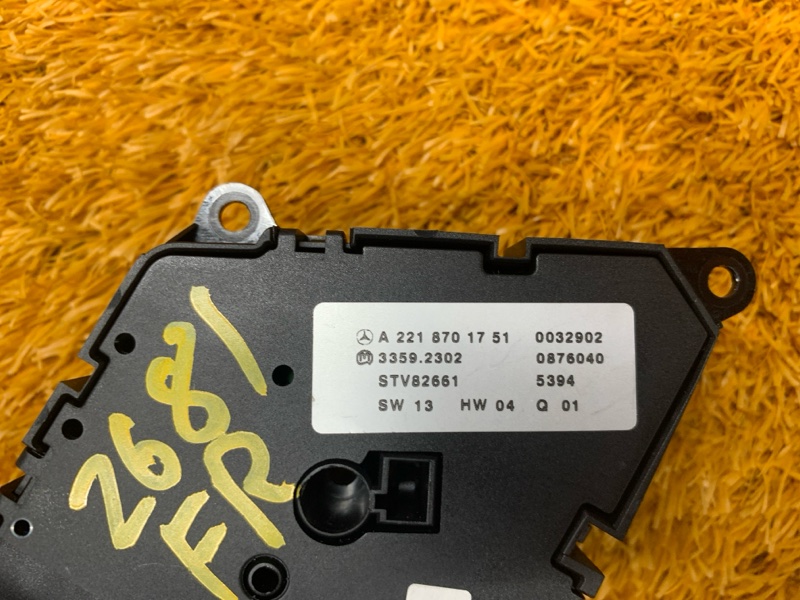 A 221 870 17 51 0032902
3359.2302 0876040
STV82661 5394
SW 13 HW 04 Q 01
2681
FR